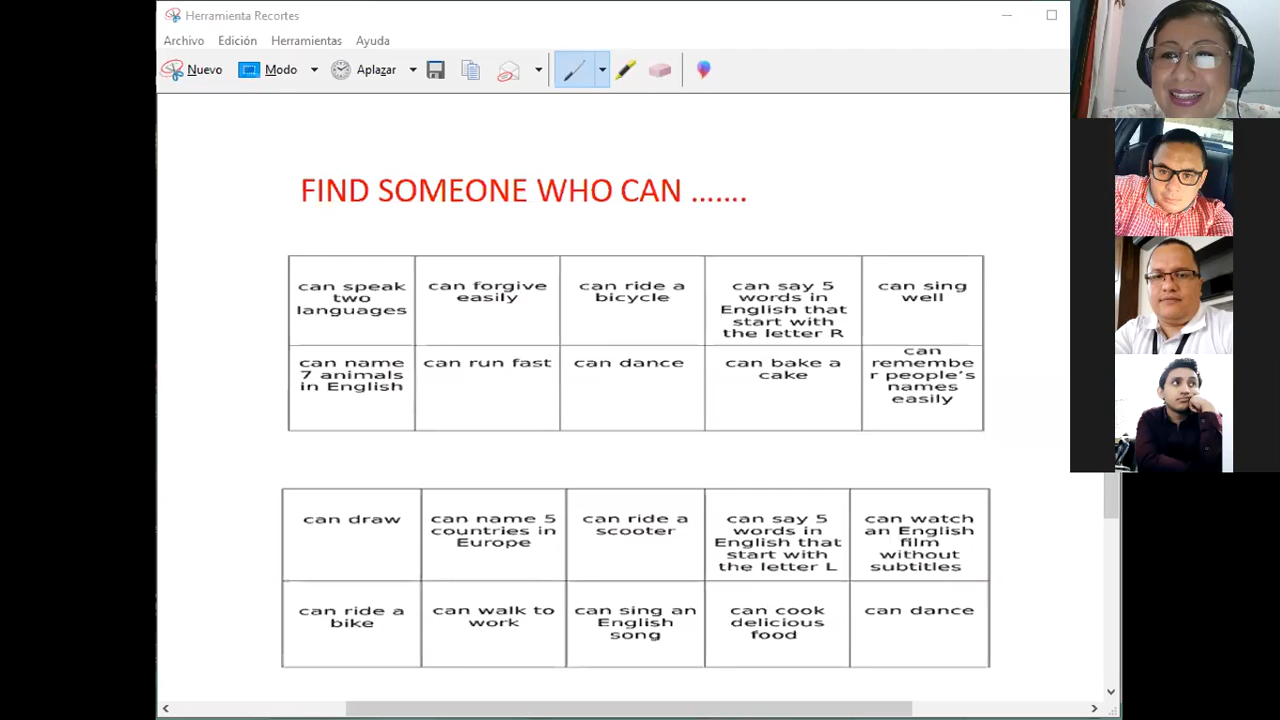 Herramienta Recortes
Archivo Edición Herramientas Ayuda
Nuevo Modo Aplazar
FIND SOMEONE WHO CAN .......
can speak
two
languages
can forgive
easily
can ride a
bicycle
can say 5
words in
English that
start with
the letter R
can sing
well
can name
7 animals
in English
can run fast
can dance
can bake a
cake
can
remembe
r people's
names
easily
can draw
can name 5
countries in
Europe
can ride a
scooter
can say 5
words in
English that
start with
the letter L
can watch
an English
film
without
subtitles
can ride a
bike
can walk to
work
can sing an
English
song
can cook
delicious
food
can dance